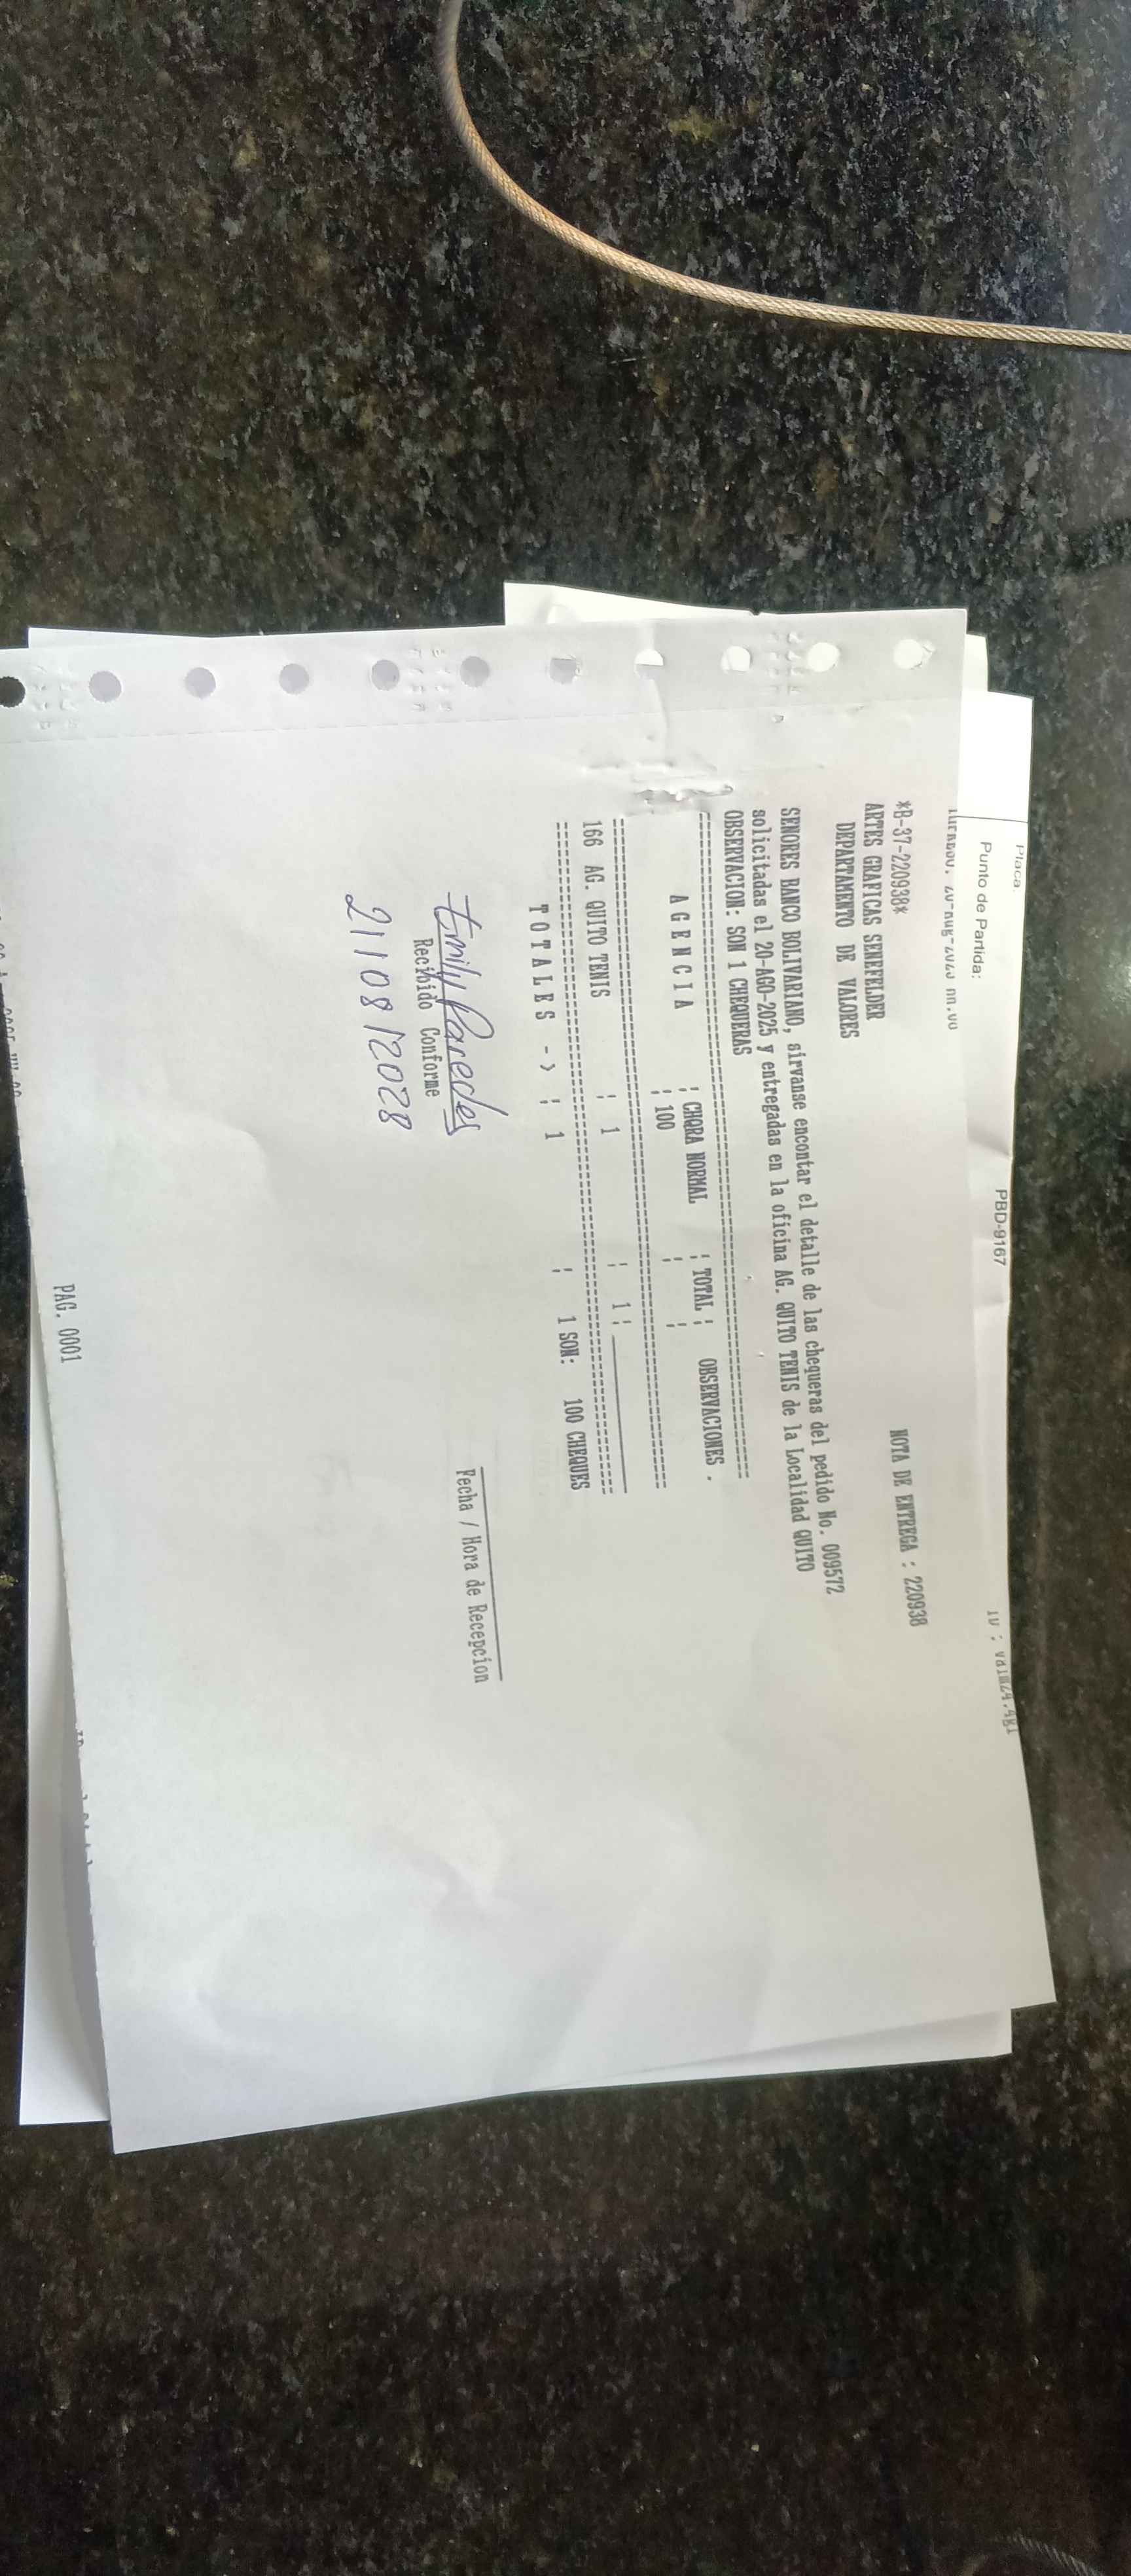 Placa:
Punto de Partida:
PBD-9167
*B-37-220938*
NOTA DE ENTREGA : 220938
ARTES GRAFICAS SENEFELDER
DEPARTAMENTO DE VALORES
SENORES BANCO BOLIVARIANO, sirvanse encontar el detalle de las chequeras del pedido No. 009572
solicitadas el 20-AGO-2025 y entregadas en la oficina AG. QUITO TENIS de la Localidad QUITO
OBSERVACION: SON 1 CHEQUERAS
A G E N C I A : CHQRA NORMAL : TOTAL : OBSERVACIONES .
: 100 : :
166 AG. QUITO TENIS : 1 : 1 :
T O T A L E S -> : 1 : 1 SON: 100 CHEQUES
Emily Paredes
Recibido Conforme
Fecha / Hora de Recepcion
21/08/2028
PAG. 0001